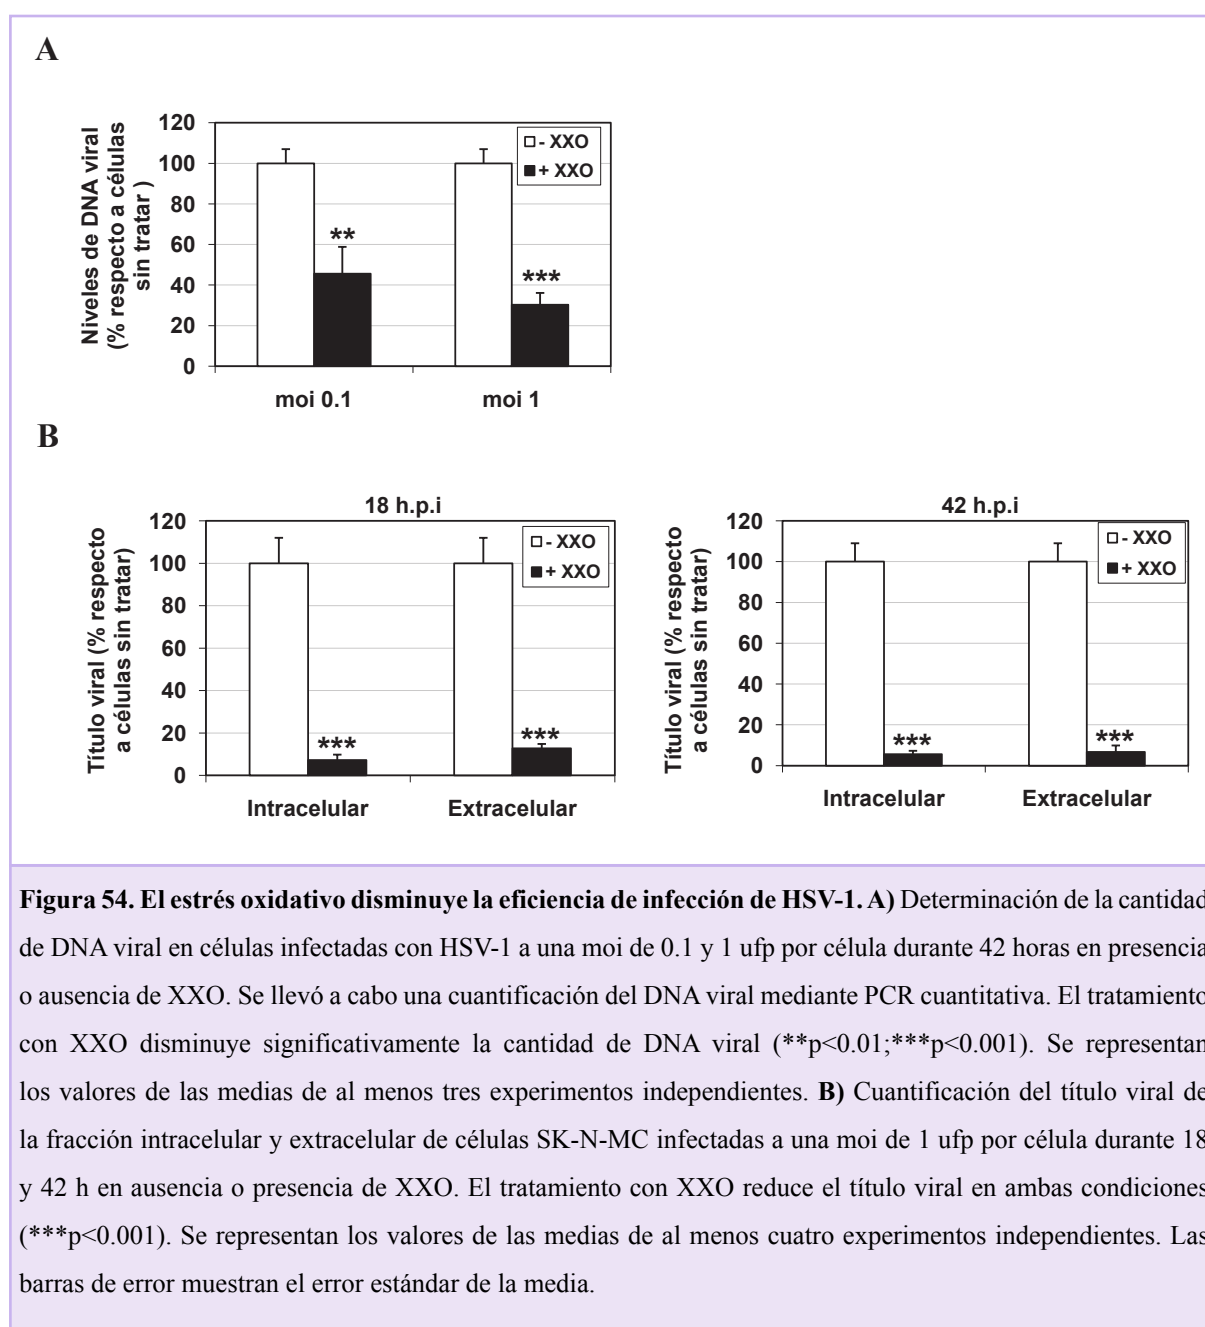 A
Niveles de DNA viral
(% respecto a células
sin tratar )
120
100
80
60
40
20
0
- XXO
+ XXO
**
***
moi 0.1
moi 1
B
18 h.p.i
Título viral (% respecto
a células sin tratar)
120
100
80
60
40
20
0
- XXO
+ XXO
***
***
Intracelular
Extracelular
42 h.p.i
Título viral (% respecto
a células sin tratar)
120
100
80
60
40
20
0
- XXO
+ XXO
***
***
Intracelular
Extracelular
Figura 54. El estrés oxidativo disminuye la eficiencia de infección de HSV-1. A) Determinación de la cantidad
de DNA viral en células infectadas con HSV-1 a una moi de 0.1 y 1 ufp por célula durante 42 horas en presencia
o ausencia de XXO. Se llevó a cabo una cuantificación del DNA viral mediante PCR cuantitativa. El tratamiento
con XXO disminuye significativamente la cantidad de DNA viral (**p<0.01;***p<0.001). Se representan
los valores de las medias de al menos tres experimentos independientes. B) Cuantificación del título viral de
la fracción intracelular y extracelular de células SK-N-MC infectadas a una moi de 1 ufp por célula durante 18
y 42 h en ausencia o presencia de XXO. El tratamiento con XXO reduce el título viral en ambas condiciones
(***p<0.001). Se representan los valores de las medias de al menos cuatro experimentos independientes. Las
barras de error muestran el error estándar de la media.